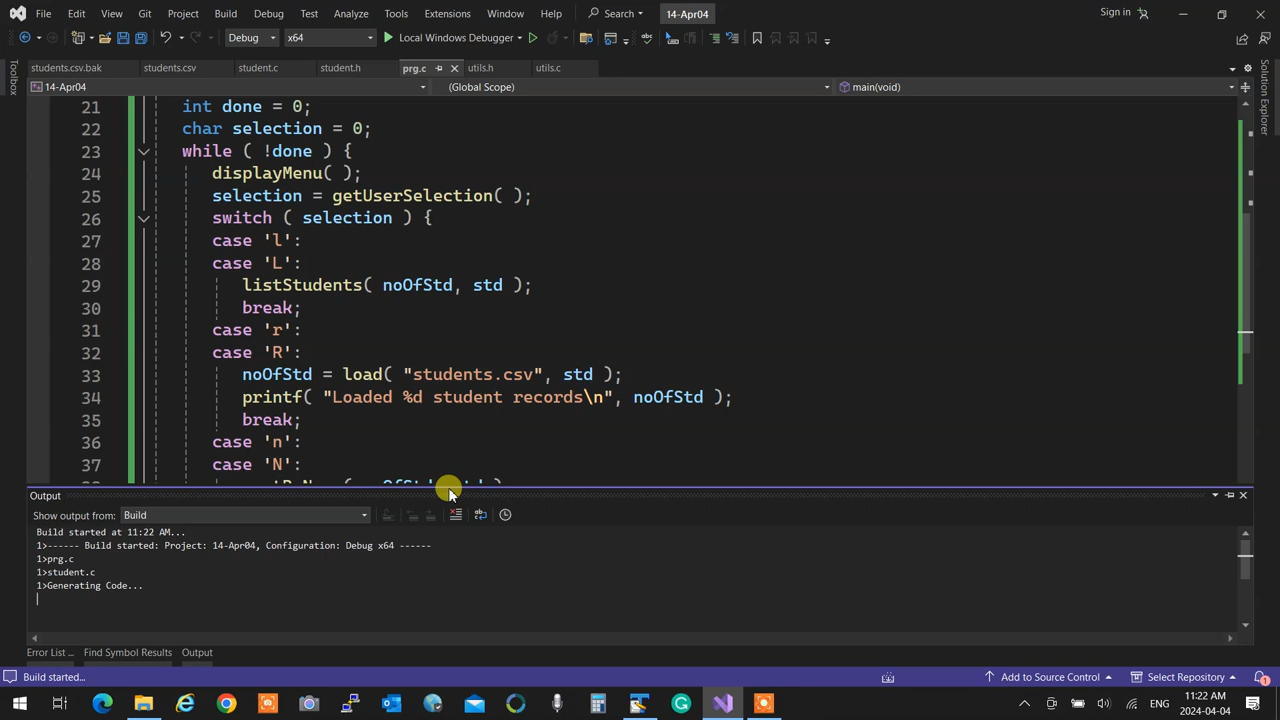 File Edit View Git Project Build Debug Test Analyze Tools Extensions Window Help Search 14-Apr04 Sign in
Debug x64 Local Windows Debugger
students.csv.bak students.csv student.c student.h prg.c utils.h utils.c
14-Apr04 (Global Scope) main(void)
21 int done = 0;
22 char selection = 0;
23 while ( !done ) {
24 displayMenu( );
25 selection = getUserSelection( );
26 switch ( selection ) {
27 case 'l':
28 case 'L':
29 listStudents( noOfStd, std );
30 break;
31 case 'r':
32 case 'R':
33 noOfStd = load( "students.csv", std );
34 printf( "Loaded %d student records\n", noOfStd );
35 break;
36 case 'n':
37 case 'N':
Output
Show output from: Build
Build started at 11:22 AM...
1>------ Build started: Project: 14-Apr04, Configuration: Debug x64 ------
1>prg.c
1>student.c
1>Generating Code...
Error List ... Find Symbol Results Output
Build started... Add to Source Control Select Repository 1
ENG 11:22 AM
2024-04-04
Toolbox
Solution Explorer